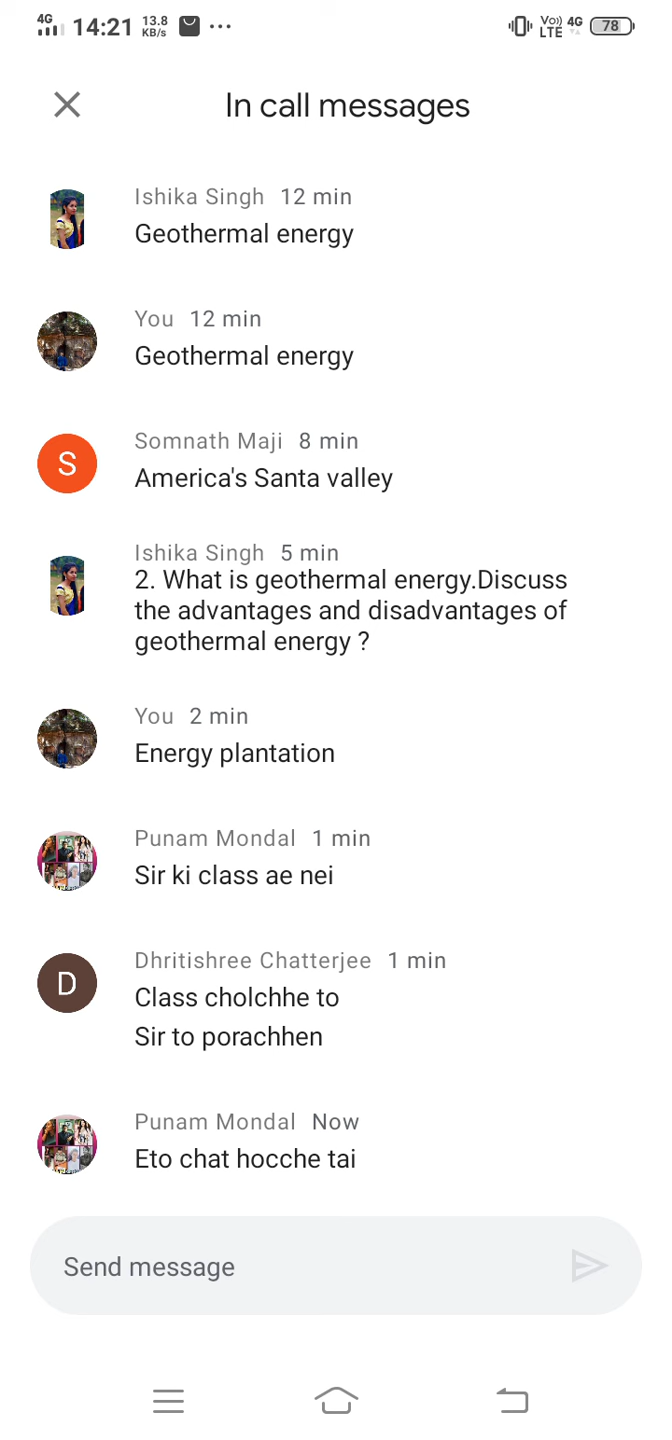 4G 14:21 13.8 KB/s ... Vo)) LTE 4G 78
In call messages
Ishika Singh 12 min
Geothermal energy
You 12 min
Geothermal energy
Somnath Maji 8 min
S
America's Santa valley
Ishika Singh 5 min
2. What is geothermal energy.Discuss
the advantages and disadvantages of
geothermal energy ?
You 2 min
Energy plantation
Punam Mondal 1 min
Sir ki class ae nei
Dhritishree Chatterjee 1 min
D
Class cholchhe to
Sir to porachhen
Punam Mondal Now
Eto chat hocche tai
Send message